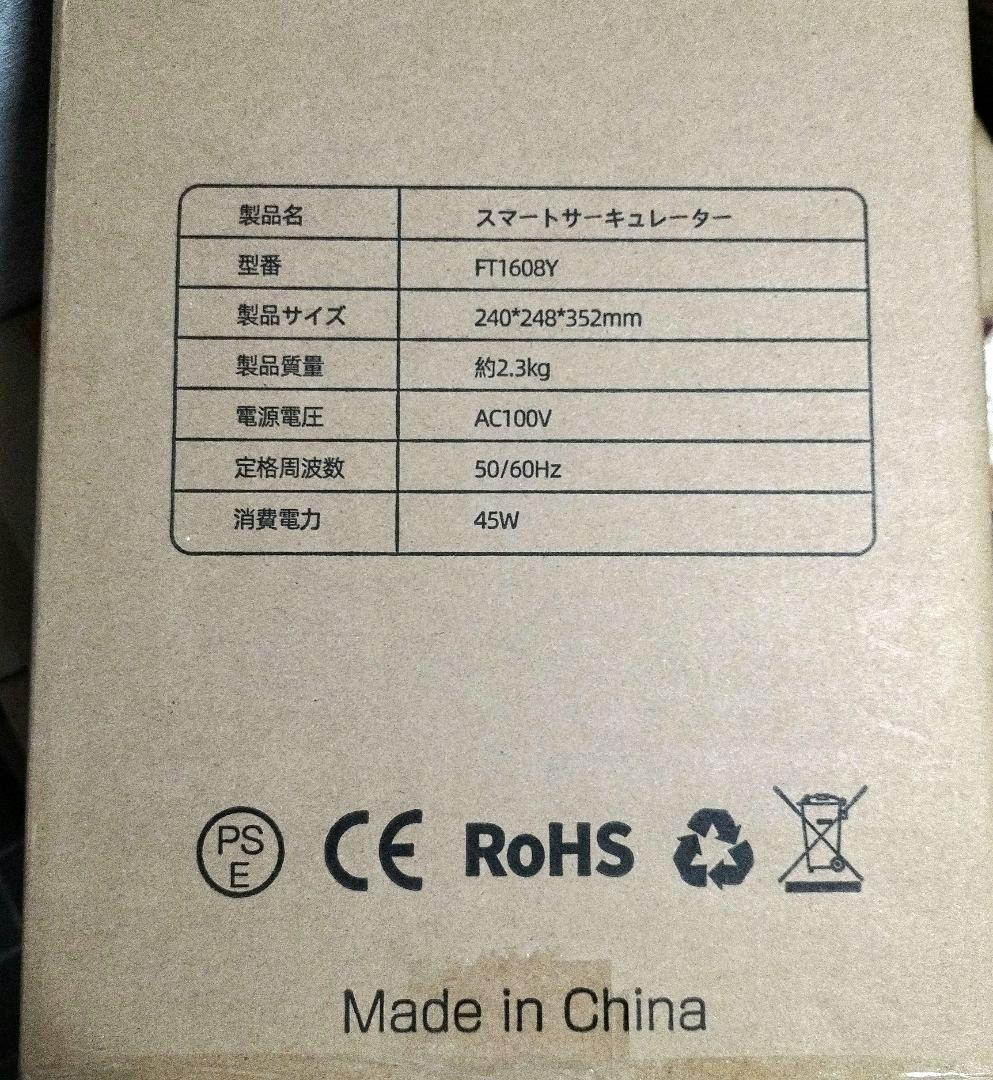 製品名 スマートサーキュレーター
型番 FT1608Y
製品サイズ 240*248*352mm
製品質量 約2.3kg
電源電圧 AC100V
定格周波数 50/60Hz
消費電力 45W
PS
E
CE RoHS
Made in China